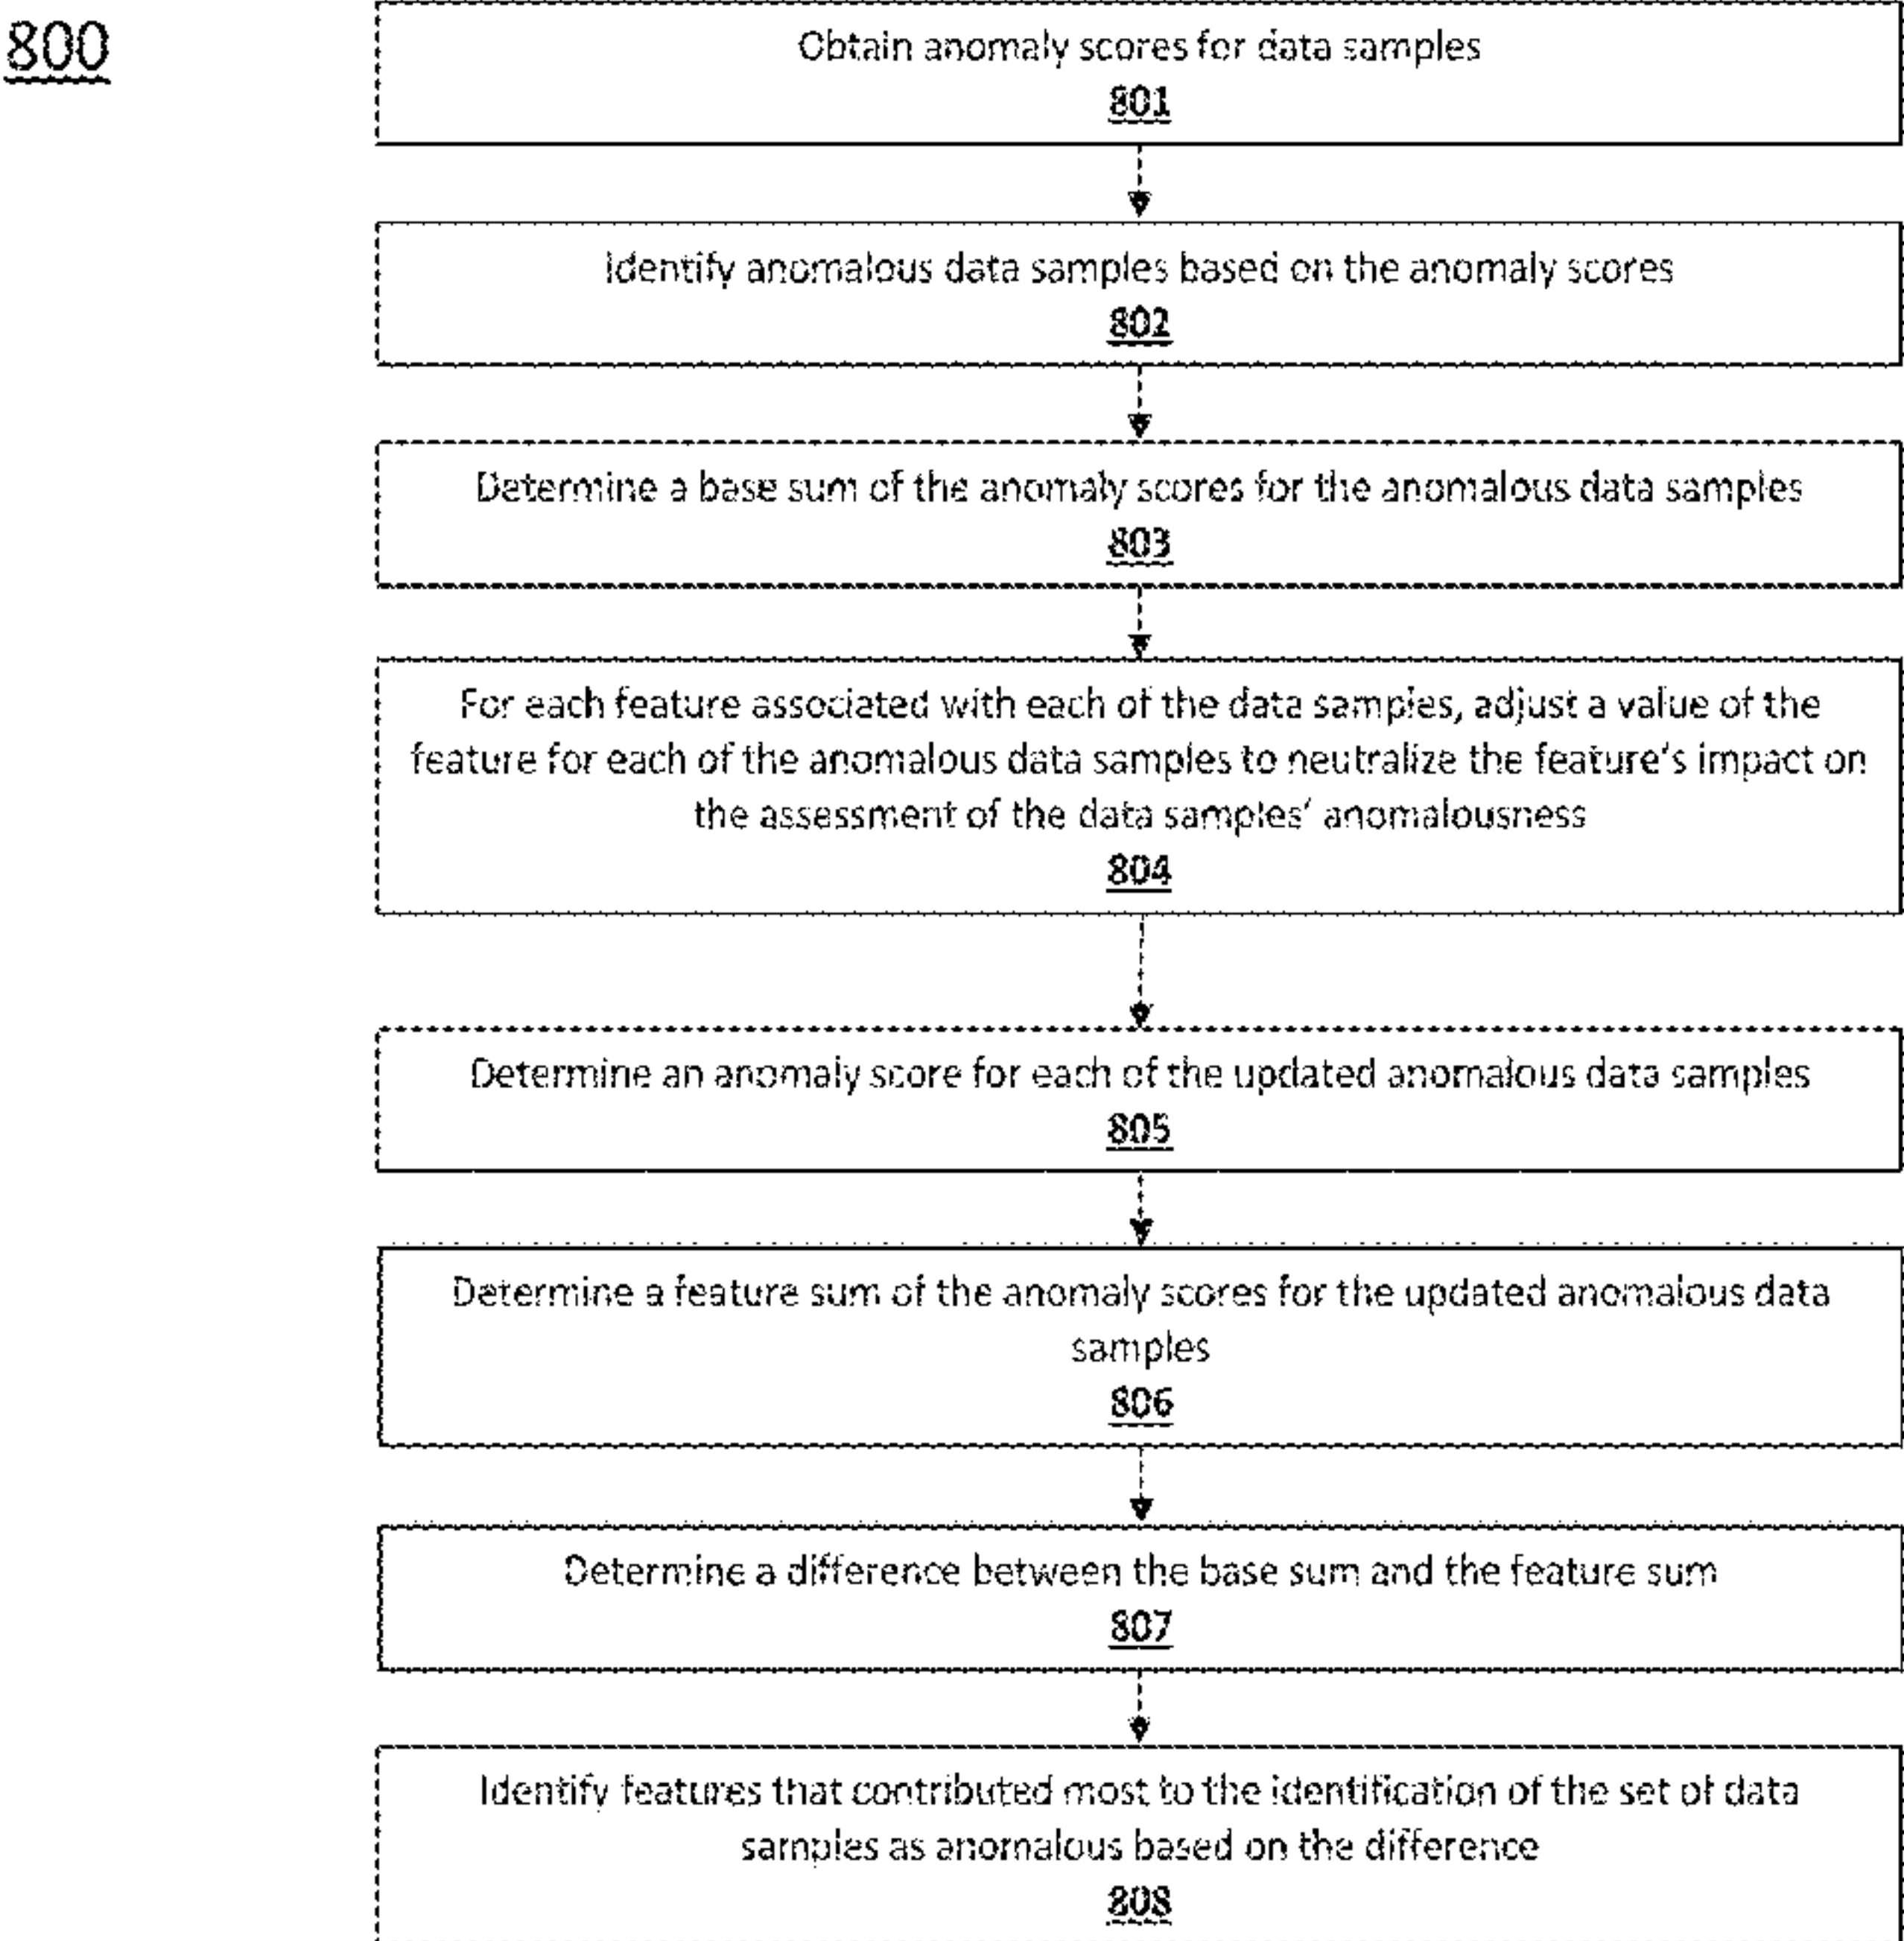 800
Obtain anomaly scores for data samples
801
Identify anomalous data samples based on the anomaly scores
802
Determine a base sum of the anomaly scores for the anomalous data samples
803
For each feature associated with each of the data samples, adjust a value of the
feature for each of the anomalous data samples to neutralize the feature's impact on
the assessment of the data samples' anomalousness
804
Determine an anomaly score for each of the updated anomalous data samples
805
Determine a feature sum of the anomaly scores for the updated anomalous data
samples
806
Determine a difference between the base sum and the feature sum
807
Identify features that contributed most to the identification of the set of data
samples as anomalous based on the difference
808